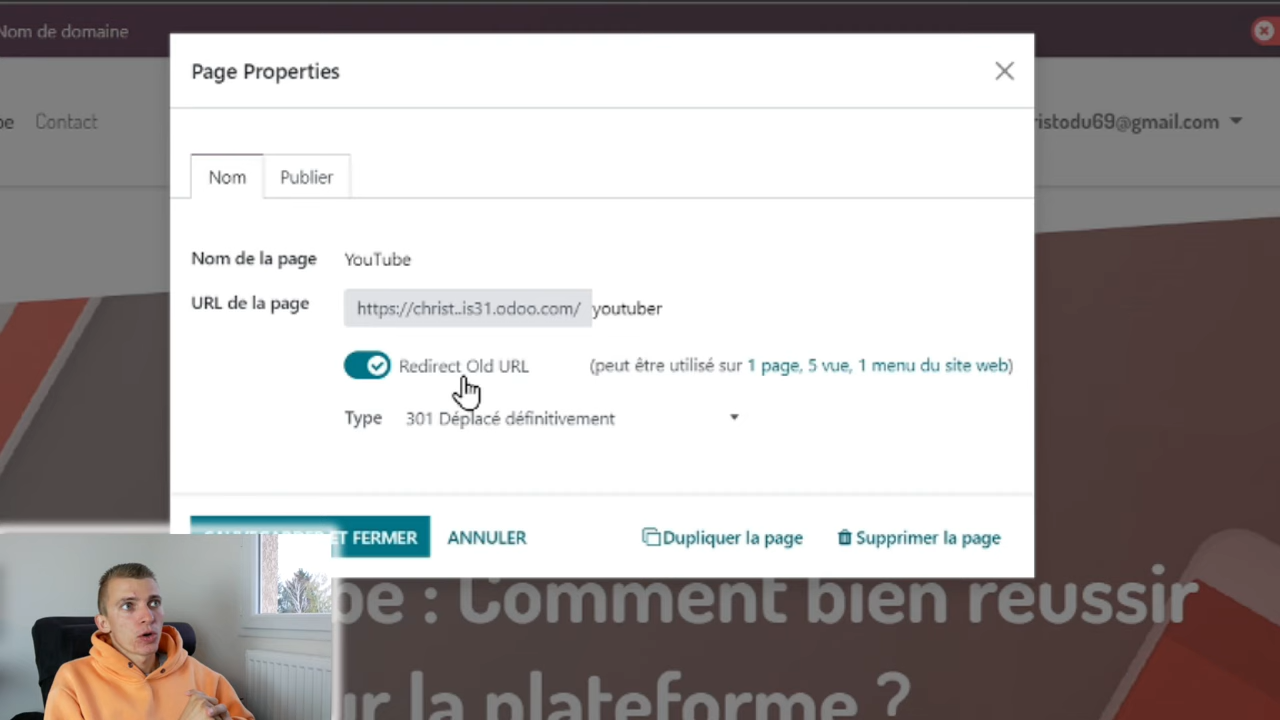 Nom de domaine
Page Properties
Contact
ristodu69@gmail.com
Nom
Publier
Nom de la page
YouTube
URL de la page
https://christ..is31.odoo.com/
youtuber
Redirect Old URL
(peut être utilisé sur 1 page, 5 vue, 1 menu du site web)
Type
301 Déplacé définitivement
ET FERMER
ANNULER
Dupliquer la page
Supprimer la page
be : Comment bien réussir
ur la plateforme ?